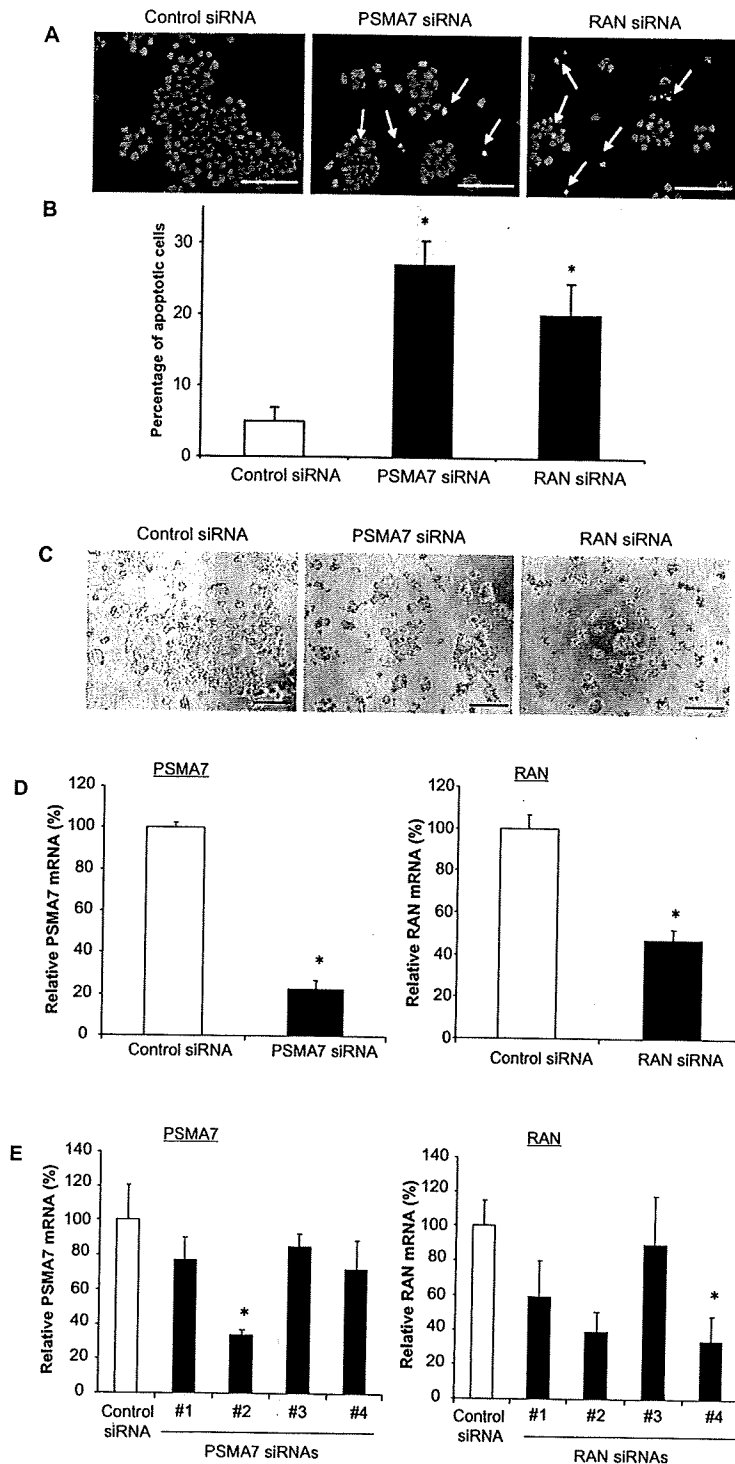 A
Control siRNA
PSMA7 siRNA
RAN siRNA
B
Percentage of apoptotic cells
30
20
10
0
*
*
Control siRNA
PSMA7 siRNA
RAN siRNA
C
Control siRNA
PSMA7 siRNA
RAN siRNA
D
PSMA7
Relative PSMA7 mRNA (%)
120
100
80
60
40
20
0
*
Control siRNA
PSMA7 siRNA
RAN
Relative RAN mRNA (%)
120
100
80
60
40
20
0
*
Control siRNA
RAN siRNA
E
PSMA7
Relative PSMA7 mRNA (%)
140
120
100
80
60
40
20
0
*
Control
siRNA
#1
#2
#3
#4
PSMA7 siRNAs
RAN
Relative RAN mRNA (%)
140
120
100
80
60
40
20
0
*
Control
siRNA
#1
#2
#3
#4
RAN siRNAs